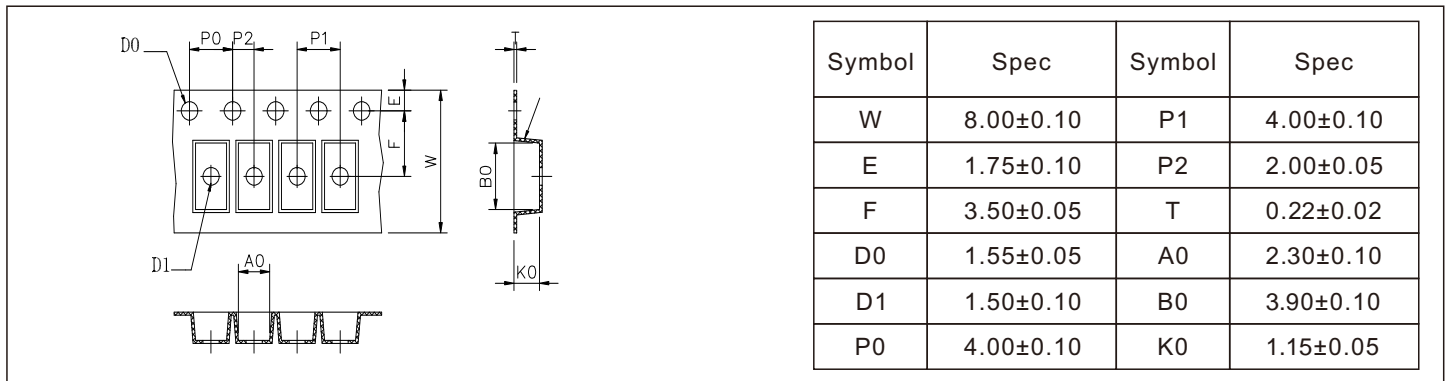 D0
P0
P2
P1
E
F
W
D1
A0
T
B0
K0
Symbol Spec Symbol Spec
W 8.00±0.10 P1 4.00±0.10
E 1.75±0.10 P2 2.00±0.05
F 3.50±0.05 T 0.22±0.02
D0 1.55±0.05 A0 2.30±0.10
D1 1.50±0.10 B0 3.90±0.10
P0 4.00±0.10 K0 1.15±0.05